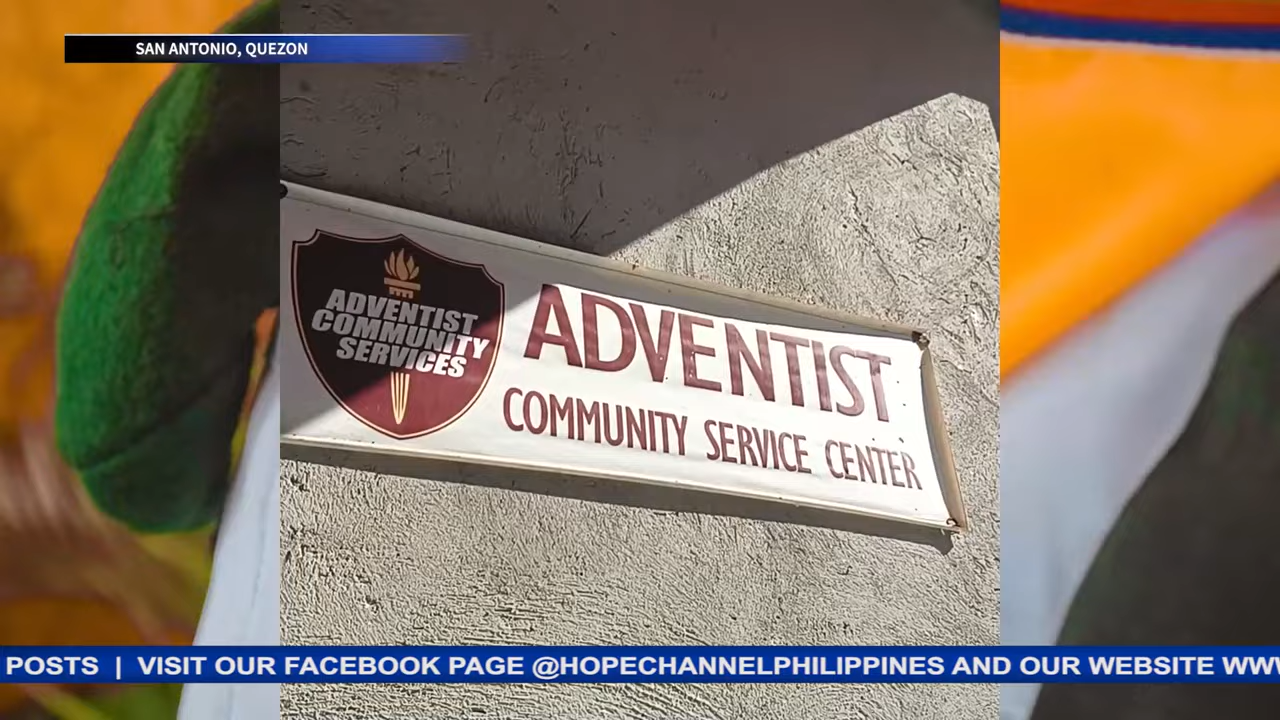 SAN ANTONIO, QUEZON
ADVENTIST
COMMUNITY
SERVICES
ADVENTIST
COMMUNITY SERVICE CENTER
POSTS | VISIT OUR FACEBOOK PAGE @HOPECHANNELPHILIPPINES AND OUR WEBSITE WWW